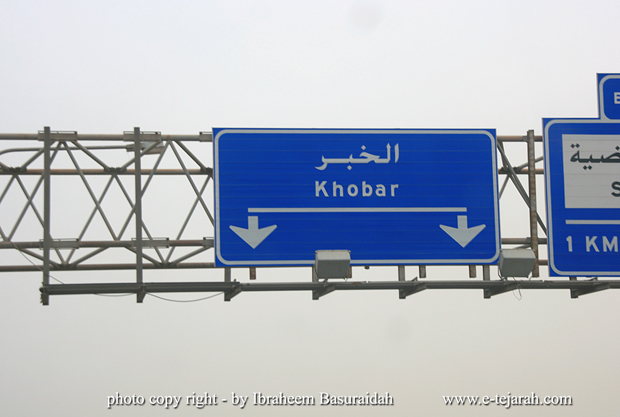 الخبر
Khobar
1 KM
photo copy right - by Ibraheem Basuraidah
www.e-tejarah.com